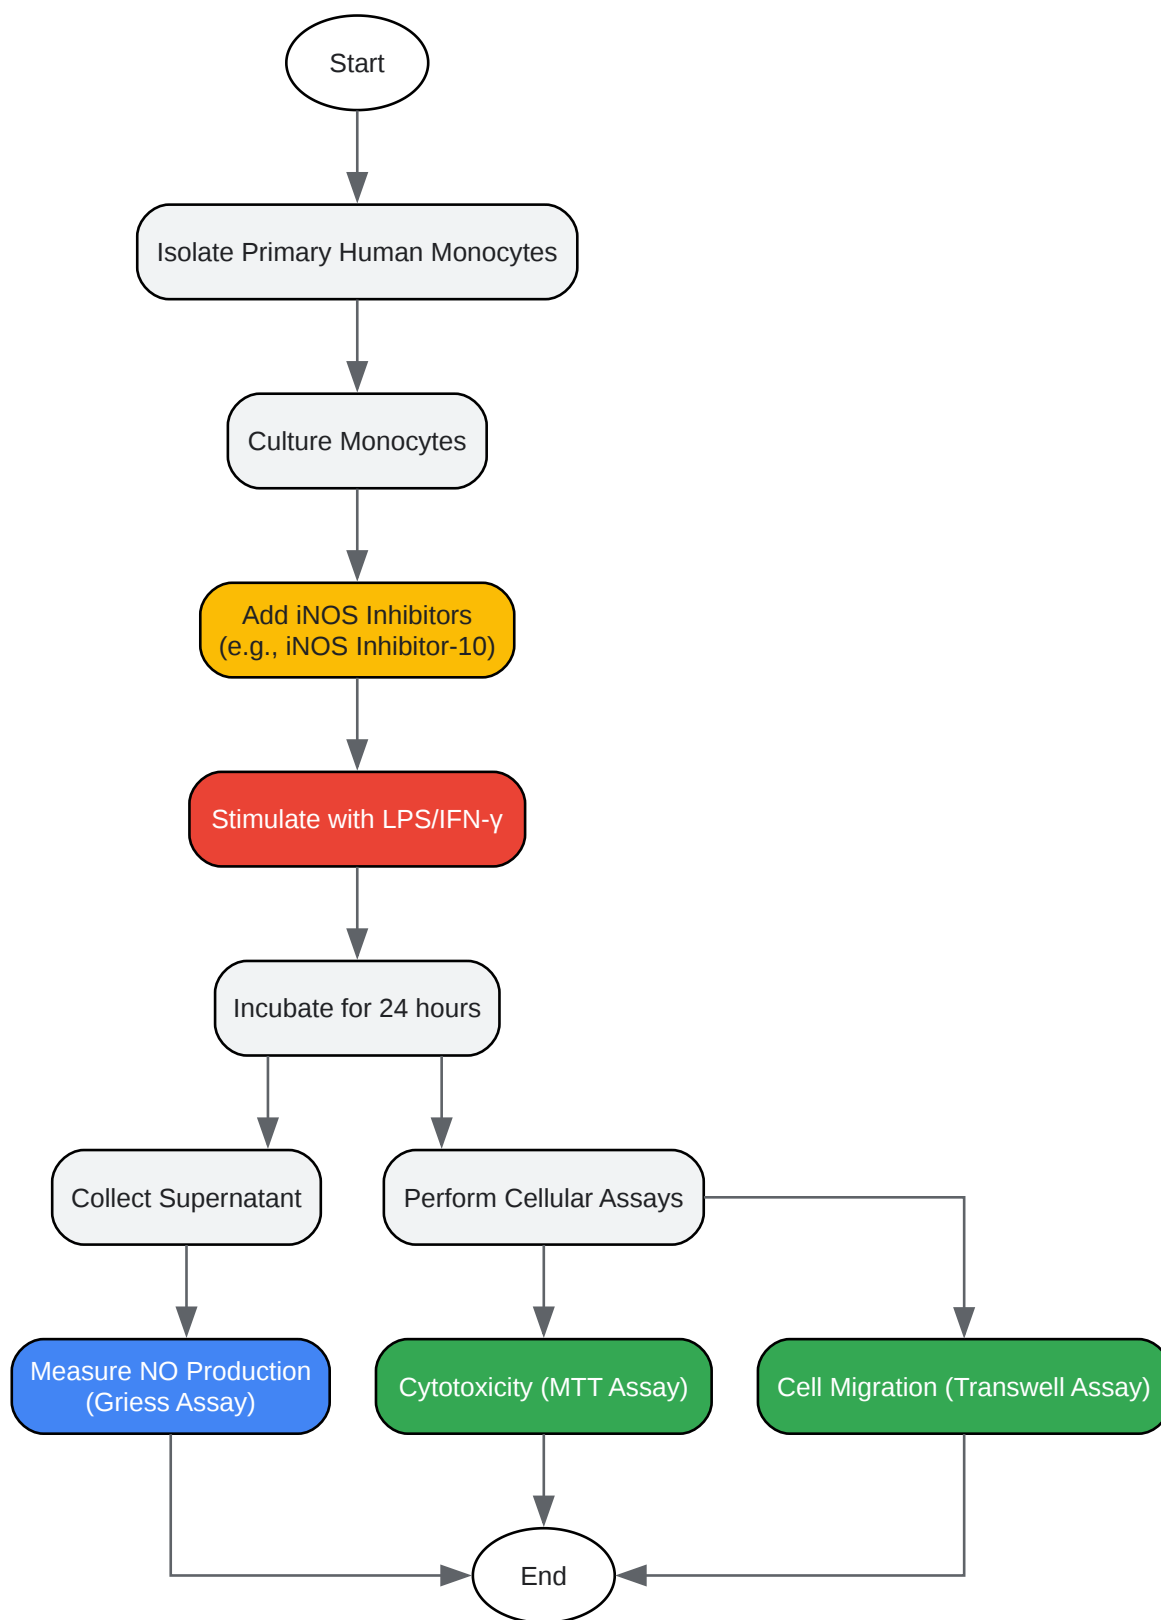 Start
Isolate Primary Human Monocytes
Culture Monocytes
Add iNOS Inhibitors
(e.g., iNOS Inhibitor-10)
Stimulate with LPS/IFN-γ
Incubate for 24 hours
Collect Supernatant
Perform Cellular Assays
Measure NO Production
(Griess Assay)
Cytotoxicity (MTT Assay)
Cell Migration (Transwell Assay)
End